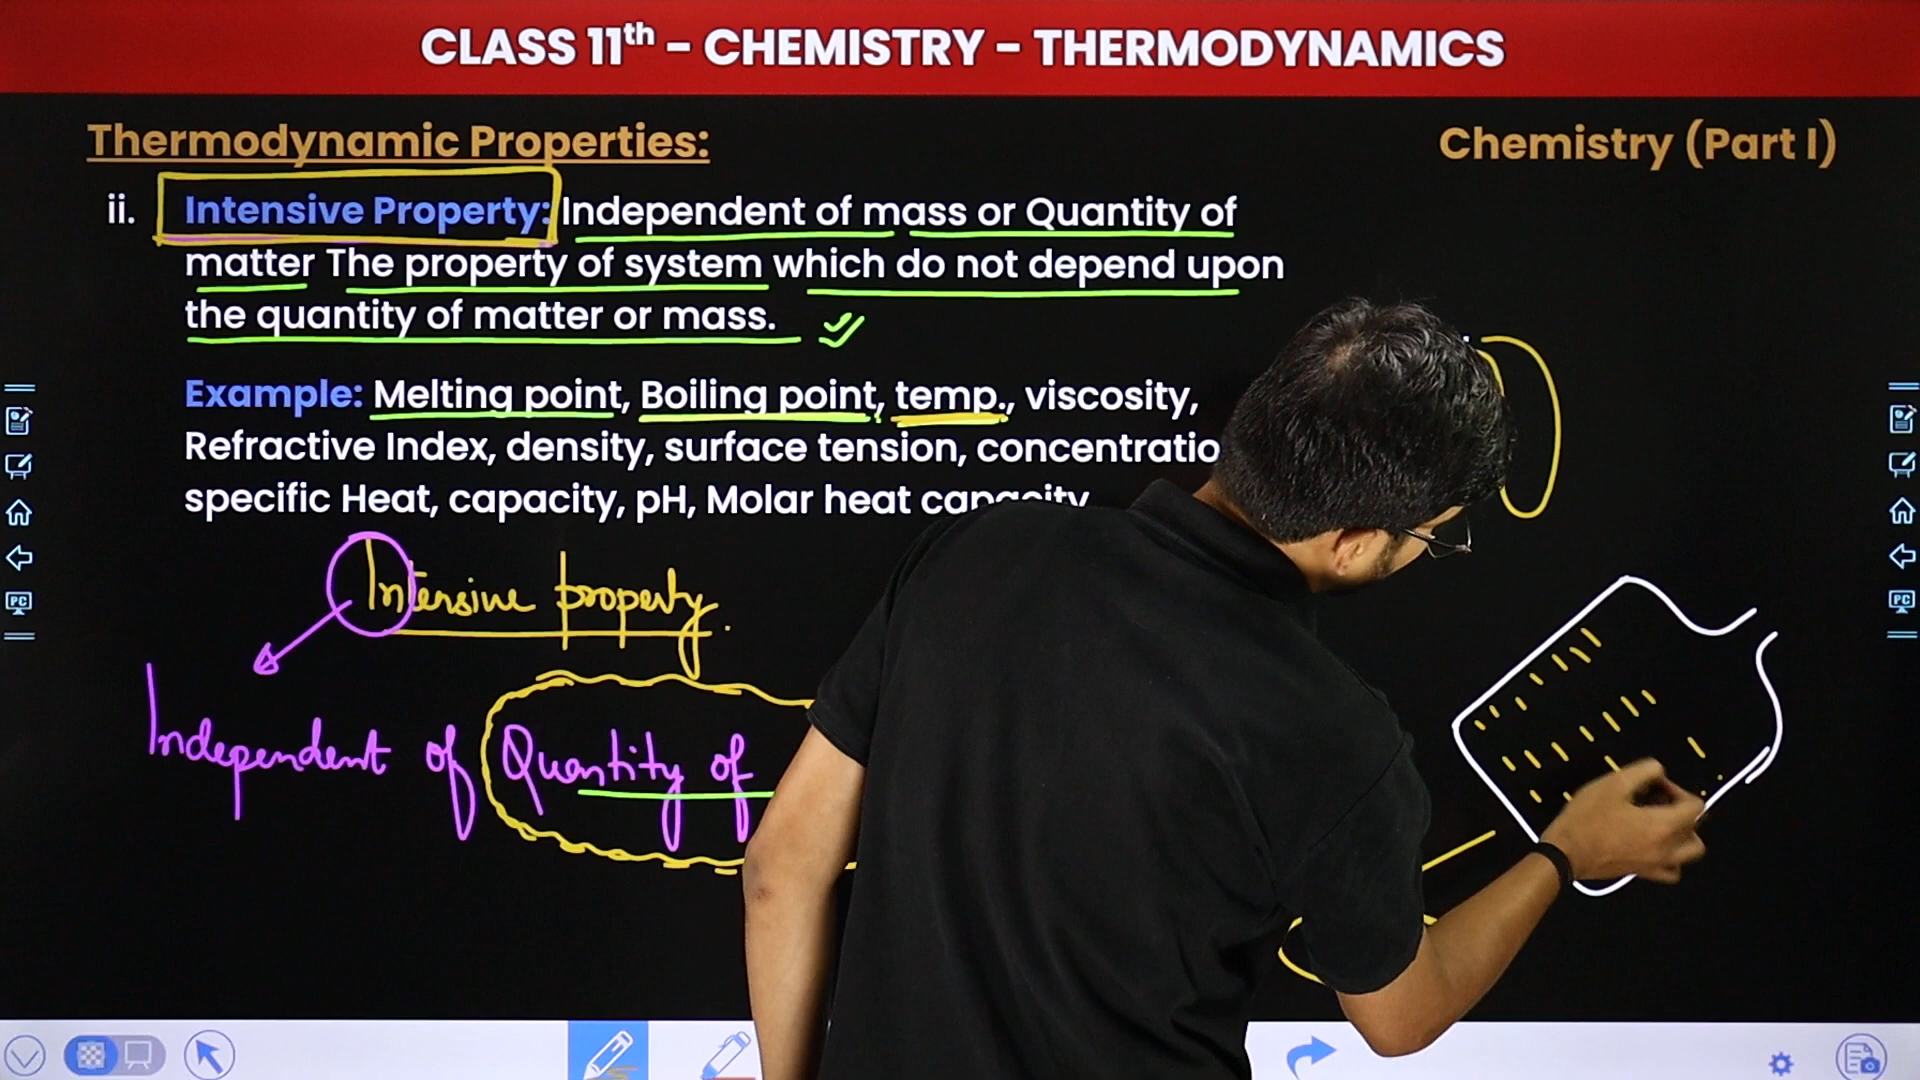 CLASS 11th - CHEMISTRY - THERMODYNAMICS
Thermodynamic Properties:
Chemistry (Part I)
ii. Intensive Property: Independent of mass or Quantity of
matter The property of system which do not depend upon
the quantity of matter or mass.
Example: Melting point, Boiling point, temp., viscosity,
Refractive Index, density, surface tension, concentratio
specific Heat, capacity, pH, Molar heat capacity
Intensive property.
Independent of Quantity of
PC
PC